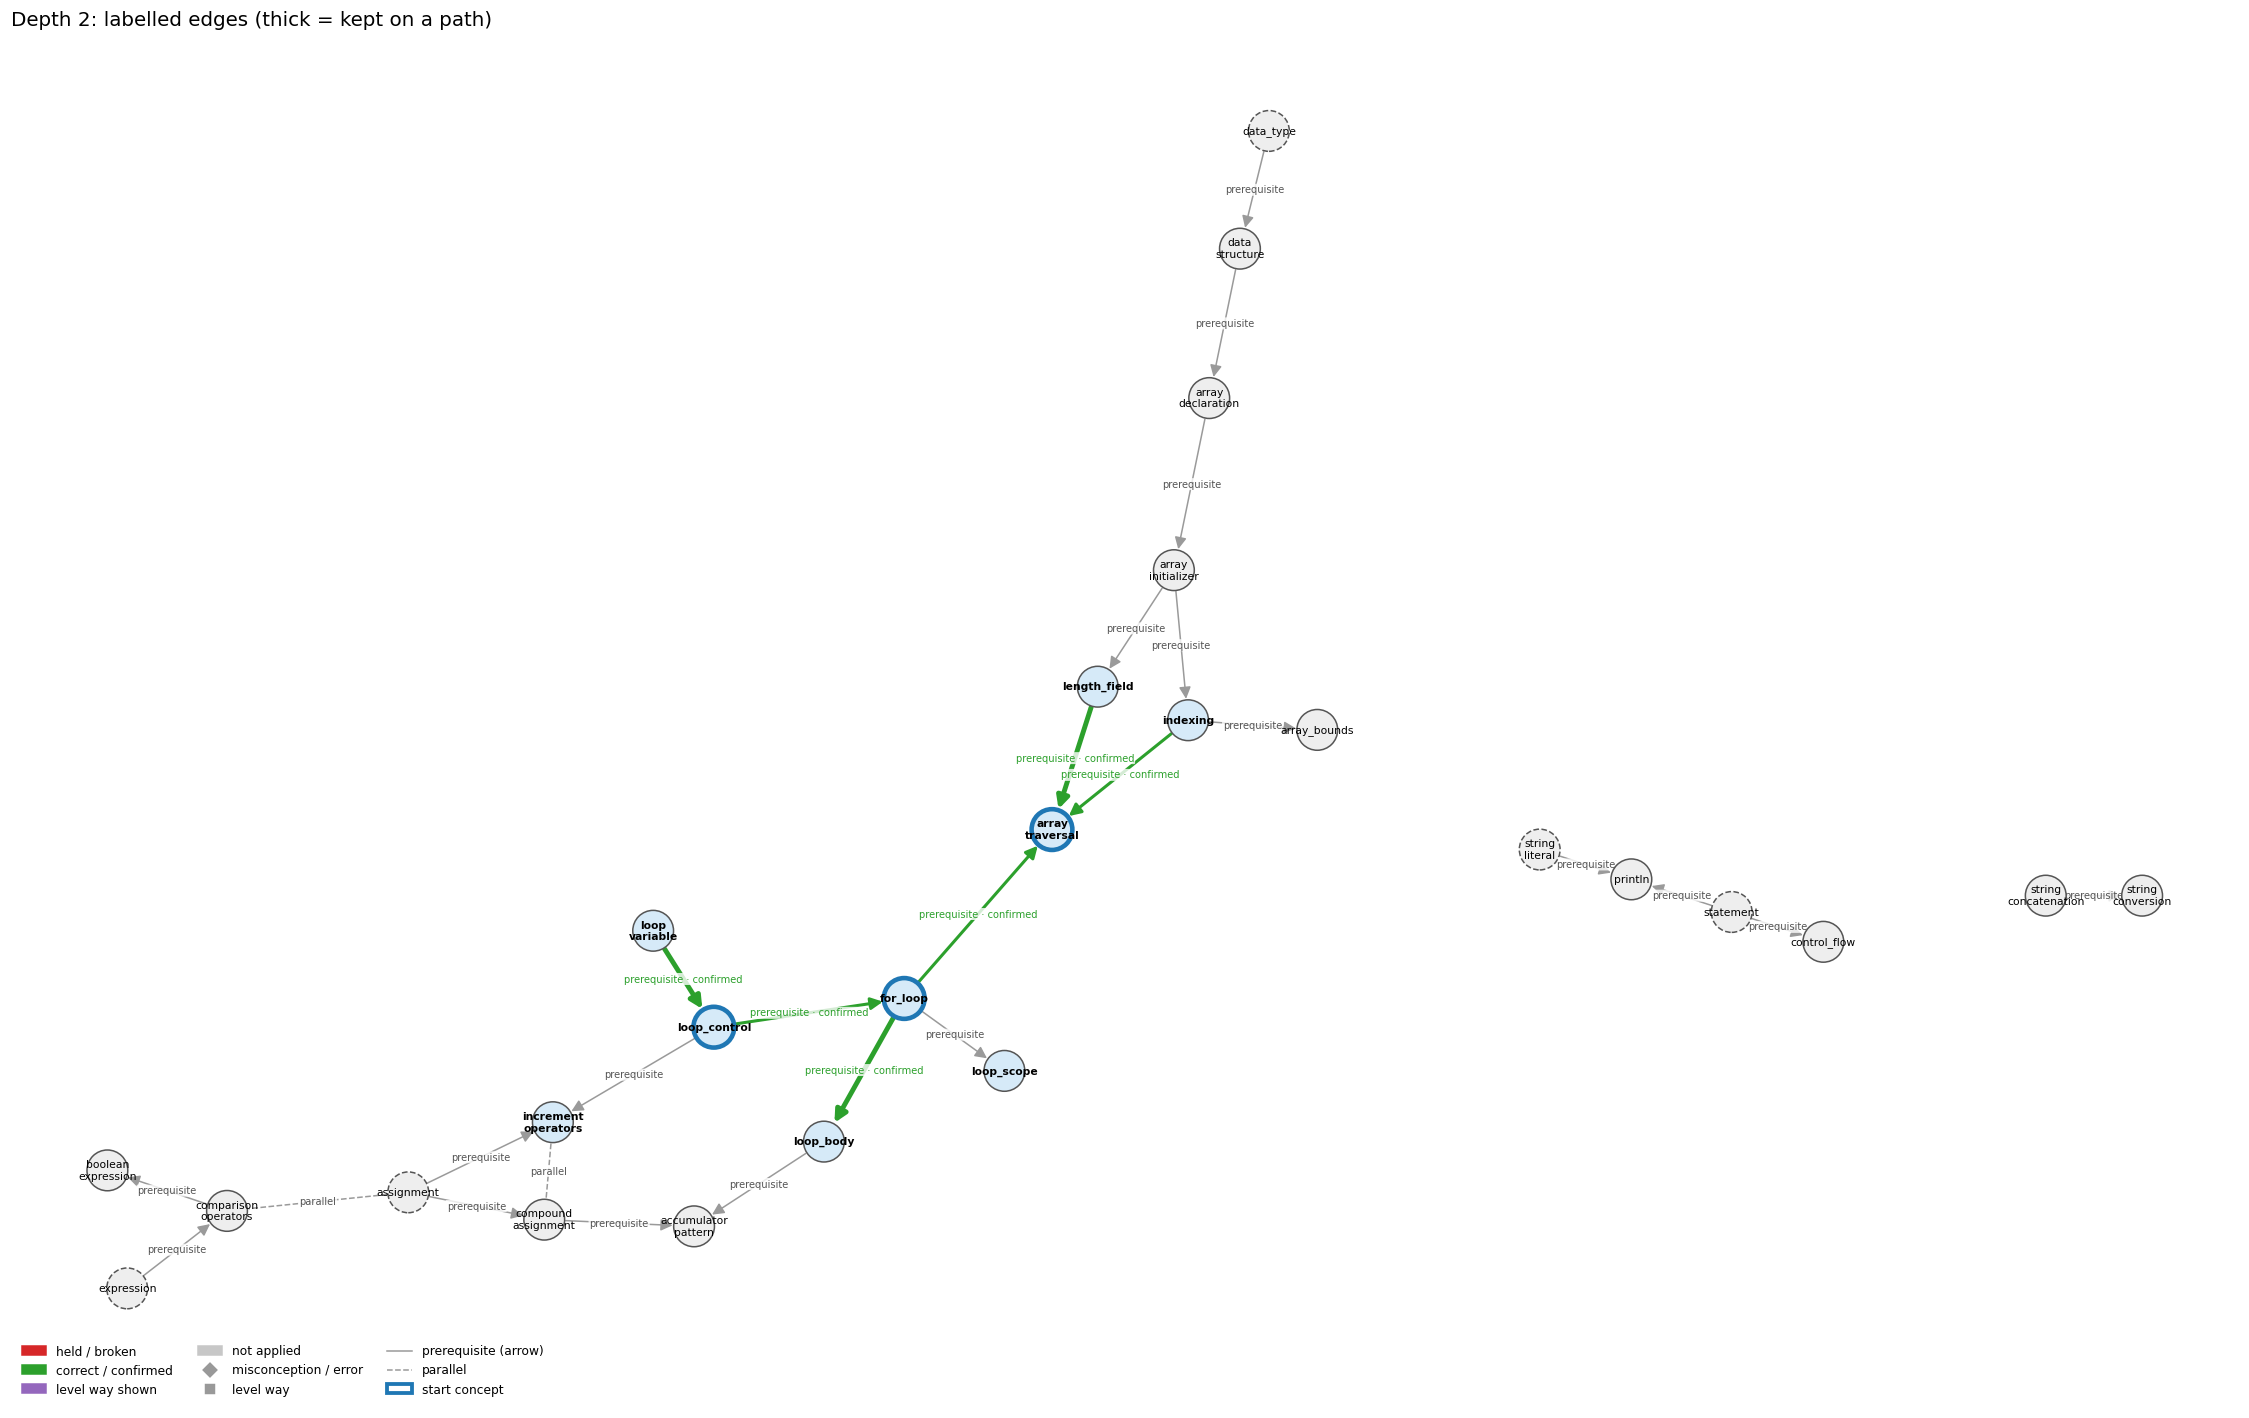 Depth 2: labelled edges (thick = kept on a path)
data_type
prerequisite
data
structure
prerequisite
array
declaration
prerequisite
array
initializer
prerequisite
prerequisite
length_field
indexing
prerequisite
array_bounds
prerequisite · confirmed
prerequisite · confirmed
array
traversal
string
literal
prerequisite
println
prerequisite
statement
prerequisite
control_flow
string
concatenation
prerequisite
string
conversion
prerequisite · confirmed
loop
variable
prerequisite · confirmed
for_loop
prerequisite · confirmed
loop_control
prerequisite
prerequisite
prerequisite · confirmed
loop_scope
increment
operators
loop_body
prerequisite
parallel
boolean
expression
prerequisite
assignment
parallel
prerequisite
comparison
operators
prerequisite
compound
assignment
prerequisite
accumulator
pattern
prerequisite
expression
held / broken
correct / confirmed
level way shown
not applied
misconception / error
level way
prerequisite (arrow)
parallel
start concept